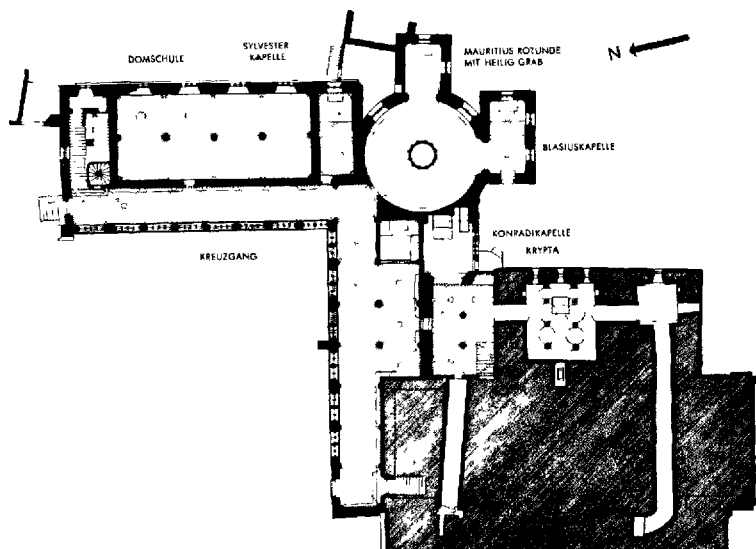 DOMSCHULE
SYLVESTER
KAPELLE
MAURITIUS ROTUNDE
MIT HEILIG GRAB
N
BLASIUSKAPELLE
KREUZGANG
KONRADIKAPELLE
KRYPTA